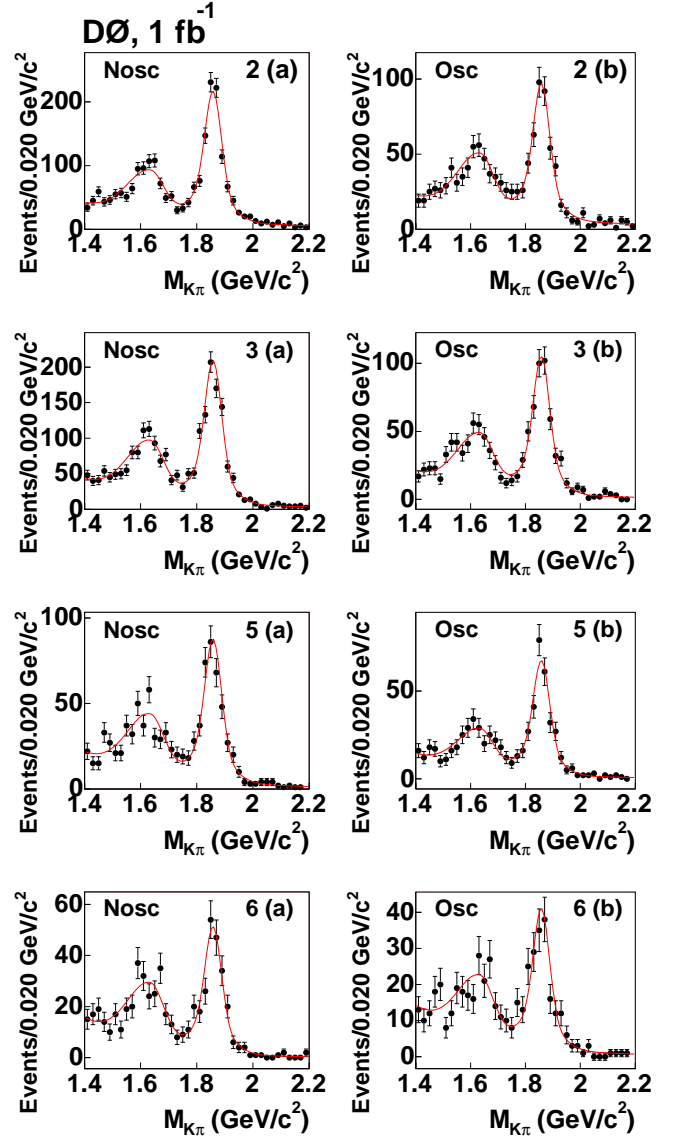 DØ, 1 fb⁻¹
Nosc 2 (a)
Events/0.020 GeV/c²
200
100
0
1.4 1.6 1.8 2 2.2
M_Kπ (GeV/c²)
Osc 2 (b)
Events/0.020 GeV/c²
100
50
0
1.4 1.6 1.8 2 2.2
M_Kπ (GeV/c²)
Nosc 3 (a)
Events/0.020 GeV/c²
200
150
100
50
0
1.4 1.6 1.8 2 2.2
M_Kπ (GeV/c²)
Osc 3 (b)
Events/0.020 GeV/c²
100
50
0
1.4 1.6 1.8 2 2.2
M_Kπ (GeV/c²)
Nosc 5 (a)
Events/0.020 GeV/c²
100
50
0
1.4 1.6 1.8 2 2.2
M_Kπ (GeV/c²)
Osc 5 (b)
Events/0.020 GeV/c²
50
0
1.4 1.6 1.8 2 2.2
M_Kπ (GeV/c²)
Nosc 6 (a)
Events/0.020 GeV/c²
60
40
20
0
1.4 1.6 1.8 2 2.2
M_Kπ (GeV/c²)
Osc 6 (b)
Events/0.020 GeV/c²
40
30
20
10
0
1.4 1.6 1.8 2 2.2
M_Kπ (GeV/c²)